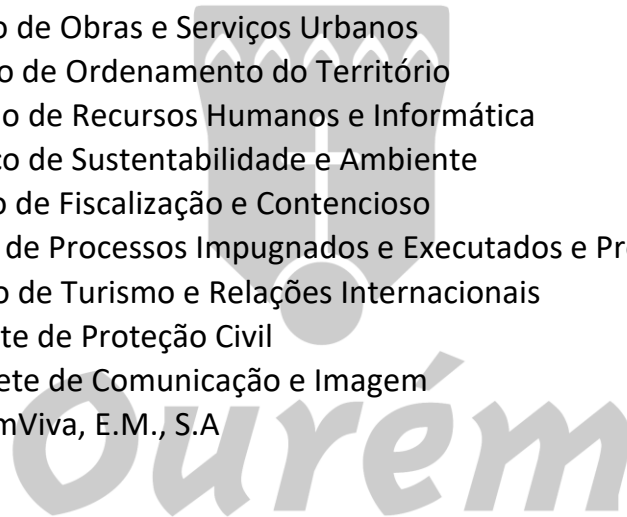 o de Obras e Serviços Urbanos
o de Ordenamento do Território
o de Recursos Humanos e Informática
ço de Sustentabilidade e Ambiente
o de Fiscalização e Contencioso
de Processos Impugnados e Executados e Pr
o de Turismo e Relações Internacionais
te de Proteção Civil
ete de Comunicação e Imagem
mViva, E.M., S.A
Ourém